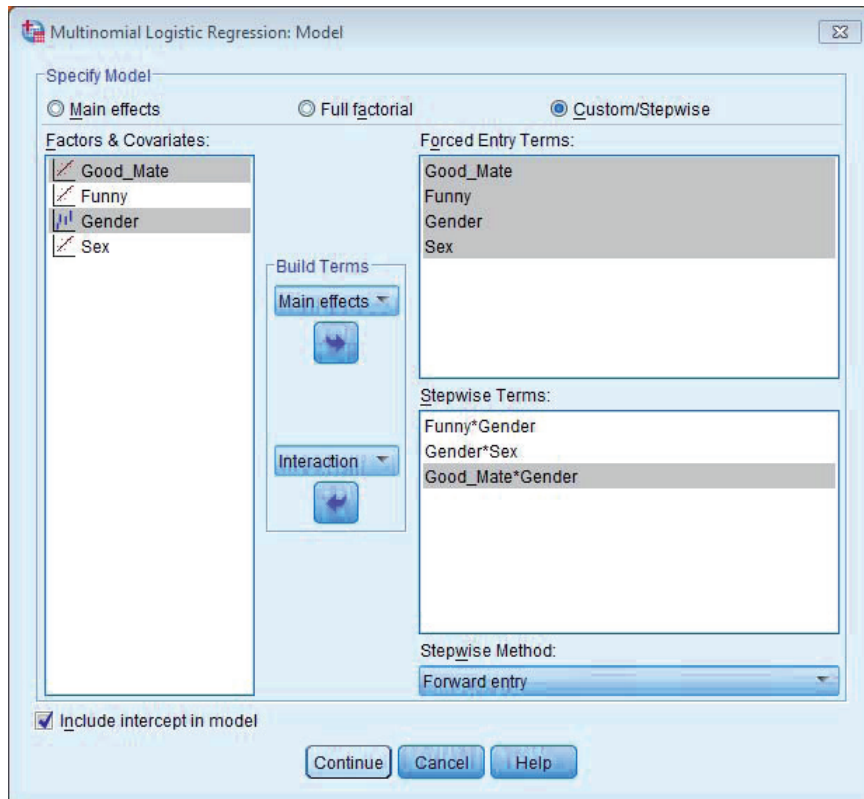 Multinomial Logistic Regression: Model
Specify Model
Main effects
Full factorial
Custom/Stepwise
Factors & Covariates:
Good_Mate
Funny
Gender
Sex
Build Terms
Main effects
Interaction
Forced Entry Terms:
Good_Mate
Funny
Gender
Sex
Stepwise Terms:
Funny*Gender
Gender*Sex
Good_Mate*Gender
Stepwise Method:
Forward entry
Include intercept in model
Continue
Cancel
Help